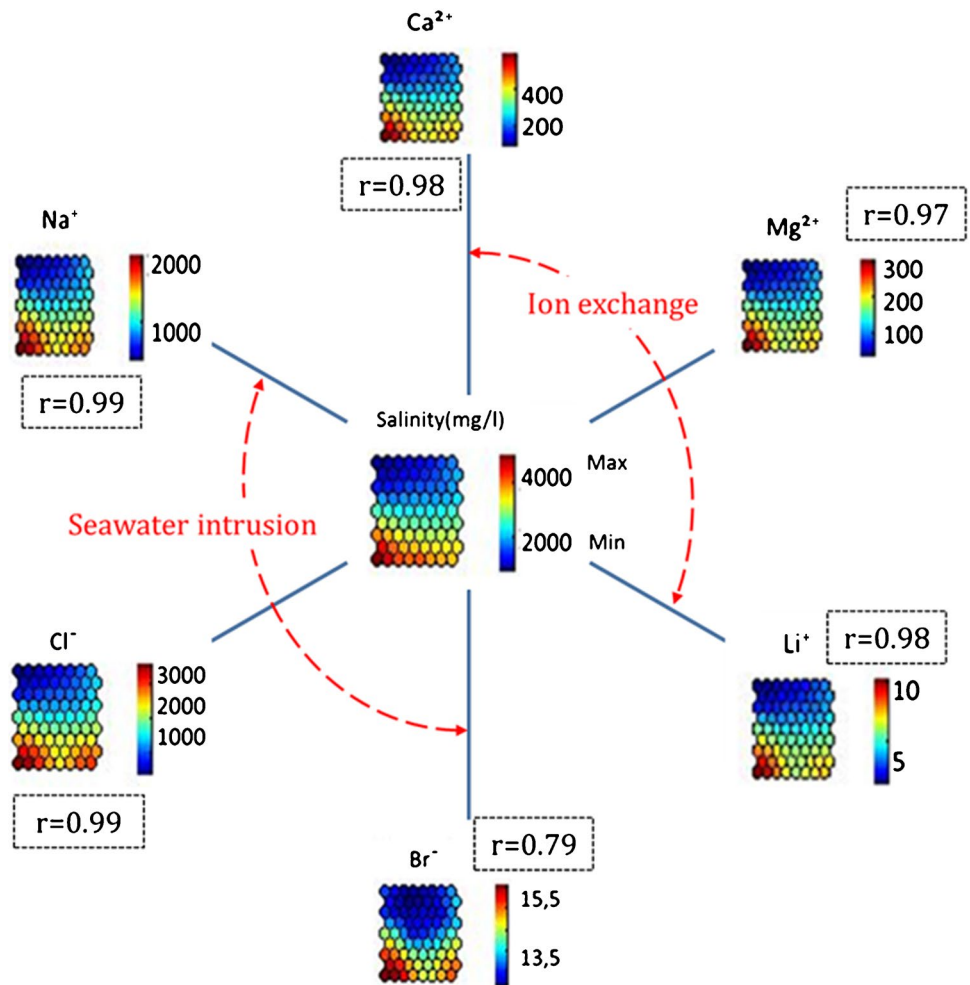 Ca²⁺
400
200
r=0.98
Na⁺
2000
1000
r=0.99
Mg²⁺
r=0.97
300
200
100
Ion exchange
Salinity(mg/l)
4000
2000
Max
Min
Seawater intrusion
Cl⁻
3000
2000
1000
r=0.99
Li⁺
r=0.98
10
5
Br⁻
r=0.79
15,5
13,5